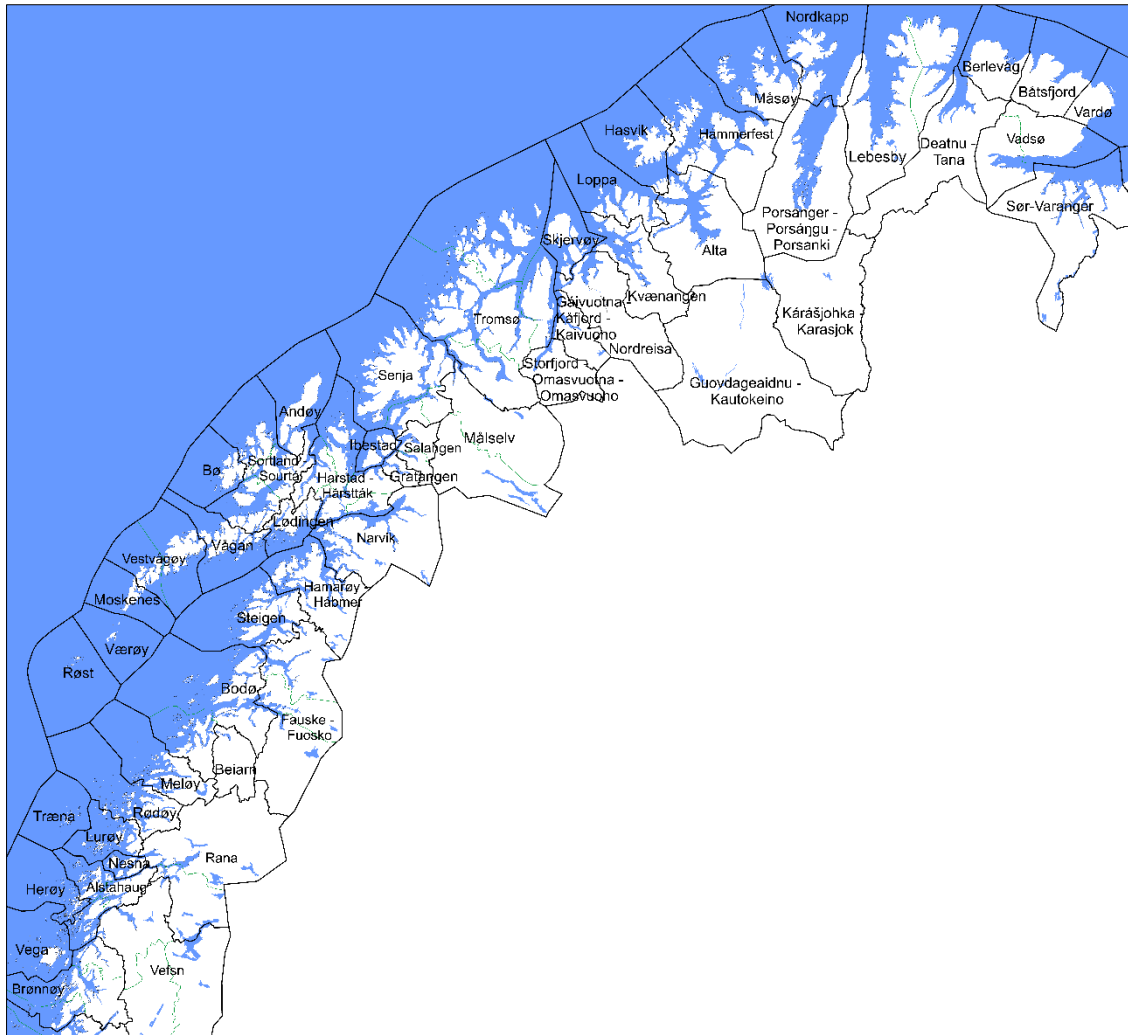 Nordkapp
Berlevåg
Båtsfjord
Vardø
Måsøy
Hammerfest
Hasvik
Vadsø
Deatnu -
Tana
Lebesby
Loppa
Sør-Varanger
Porsanger -
Porsáŋgu -
Porsanki
Skjervøy
Alta
Kvænangen
Gáivuotna -
Kåfjord -
Kaivuono
Kárášjohka
Karasjok
Tromsø
Nordreisa
Storfjord -
Omasvuotna -
Omasvuono
Guovdageaidnu -
Kautokeino
Senja
Andøy
Målselv
Ibestad
Salangen
Bø
Sortland -
Suortá
Harstad -
Hárstták
Gratangen
Lødingen
Narvik
Vågan
Vestvågøy
Hamarøy -
Hábmer
Moskenes
Steigen
Værøy
Røst
Bodø
Fauske -
Fuosko
Beiarn
Meløy
Træna
Rødøy
Lurøy
Rana
Nesna
Herøy
Alstahaug
Vega
Vefsn
Brønnøy